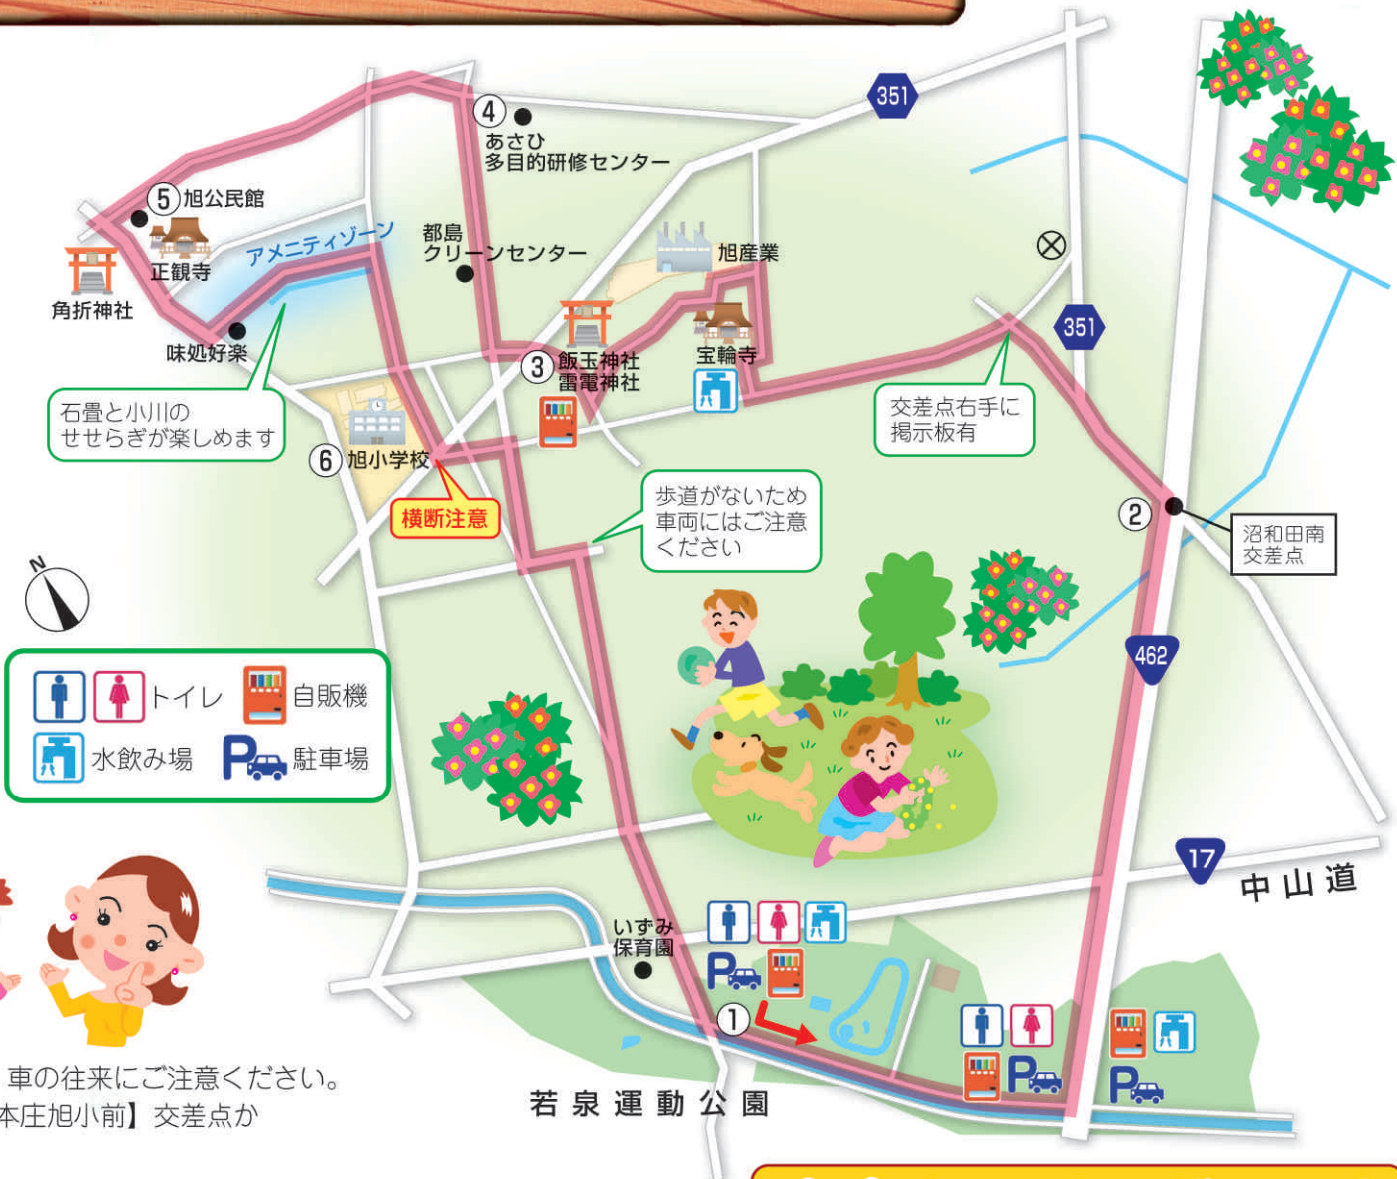 351
④
あさひ
多目的研修センター
⑤ 旭公民館
正観寺
アメニティゾーン
角折神社
味処好楽
都島
クリーンセンター
旭産業
③ 飯玉神社
雷電神社
宝輪寺
351
石畳と小川の
せせらぎが楽しめます
交差点右手に
掲示板有
⑥ 旭小学校
横断注意
歩道がないため
車両にはご注意
ください
②
沼和田南
交差点
N
462
トイレ
自販機
水飲み場
P 駐車場
17
中山道
いずみ
保育園
P
①
P
P
若泉運動公園
車の往来にご注意ください。
本庄旭小前】交差点か